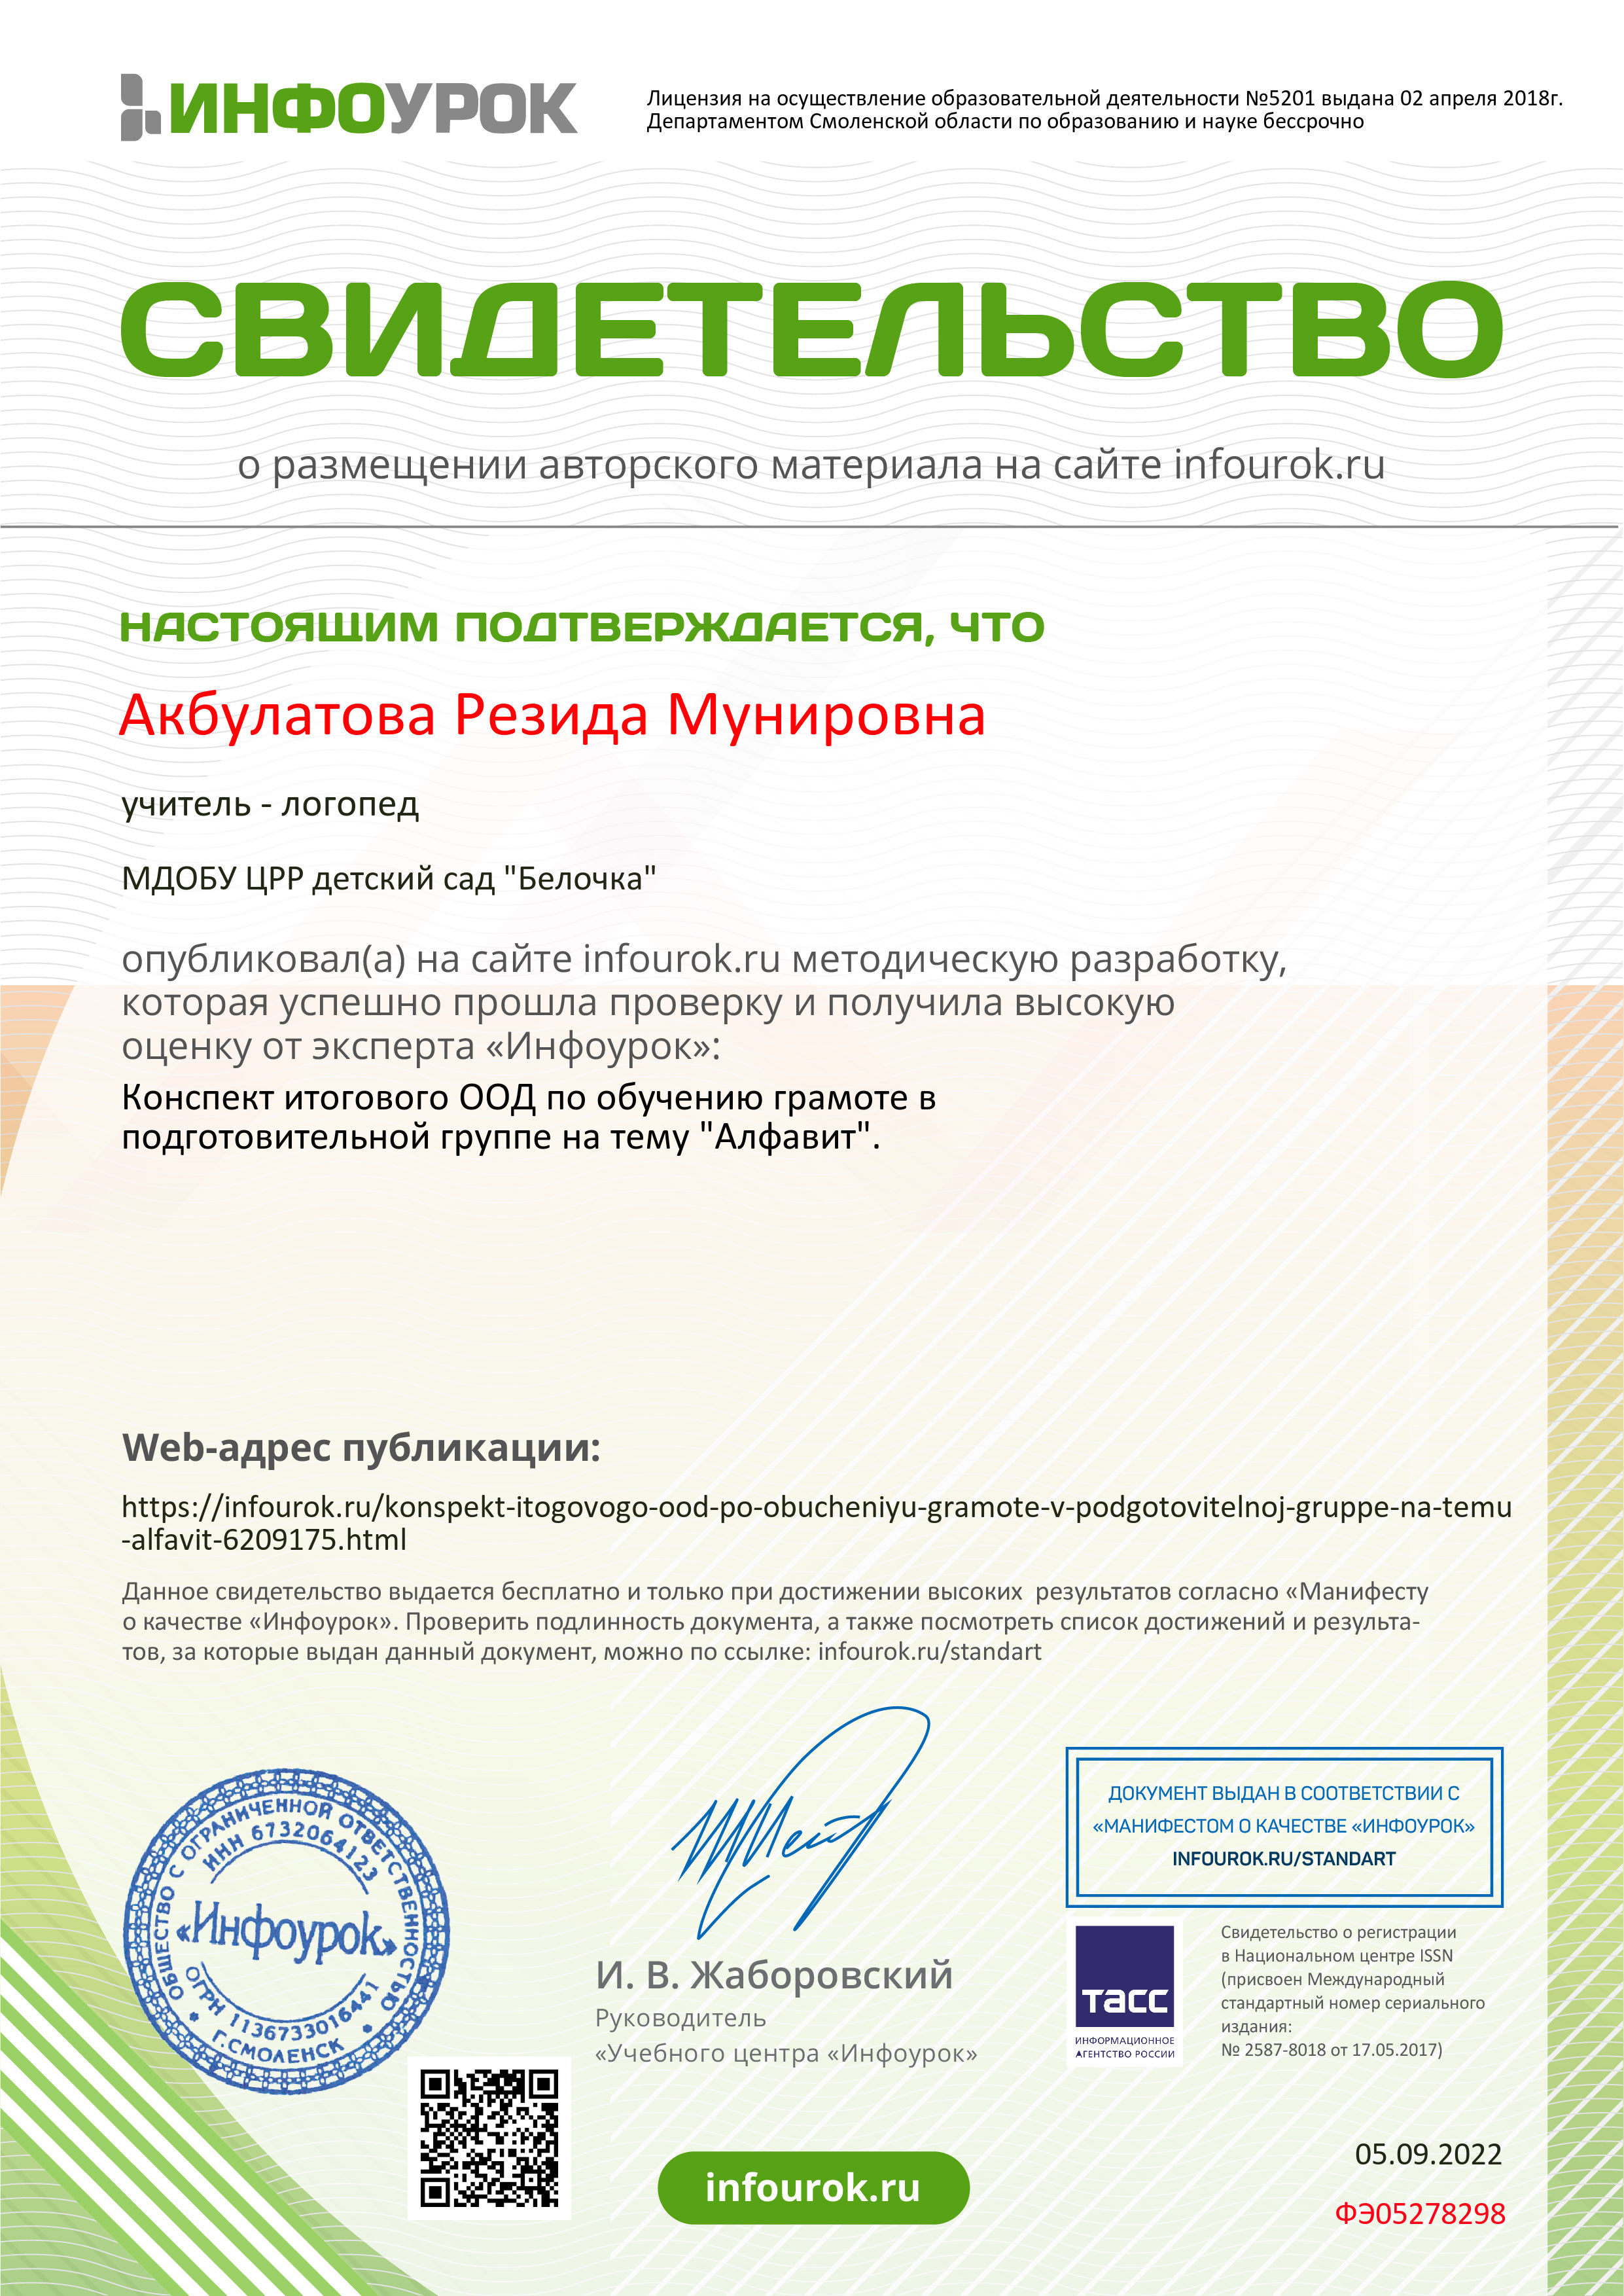 ИНФОУРОК
Лицензия на осуществление образовательной деятельности №5201 выдана 02 апреля 2018г.
Департаментом Смоленской области по образованию и науке бессрочно
СВИДЕТЕЛЬСТВО
о размещении авторского материала на сайте infourok.ru
НАСТОЯЩИМ ПОДТВЕРЖДАЕТСЯ, ЧТО
Акбулатова Резида Мунировна
учитель - логопед
МДОБУ ЦРР детский сад "Белочка"
опубликовал(а) на сайте infourok.ru методическую разработку,
которая успешно прошла проверку и получила высокую
оценку от эксперта «Инфоурок»:
Конспект итогового ООД по обучению грамоте в
подготовительной группе на тему "Алфавит".
Web-адрес публикации:
https://infourok.ru/konspekt-itogovogo-ood-po-obucheniyu-gramote-v-podgotovitelnoj-gruppe-na-temu
-alfavit-6209175.html
Данное свидетельство выдается бесплатно и только при достижении высоких результатов согласно «Манифесту
о качестве «Инфоурок». Проверить подлинность документа, а также посмотреть список достижений и результа-
тов, за которые выдан данный документ, можно по ссылке: infourok.ru/standart
ОБЩЕСТВО С ОГРАНИЧЕННОЙ ОТВЕТСТВЕННОСТЬЮ
ИНН 6732064123
«Инфоурок»
ОГРН 1136733016441
Г.СМОЛЕНСК
И. В. Жаборовский
Руководитель
«Учебного центра «Инфоурок»
ДОКУМЕНТ ВЫДАН В СООТВЕТСТВИИ С
«МАНИФЕСТОМ О КАЧЕСТВЕ «ИНФОУРОК»
INFOUROK.RU/STANDART
ТАСС
ИНФОРМАЦИОННОЕ
АГЕНТСТВО РОССИИ
Свидетельство о регистрации
в Национальном центре ISSN
(присвоен Международный
стандартный номер сериального
издания:
№ 2587-8018 от 17.05.2017)
infourok.ru
05.09.2022
ФЭ05278298